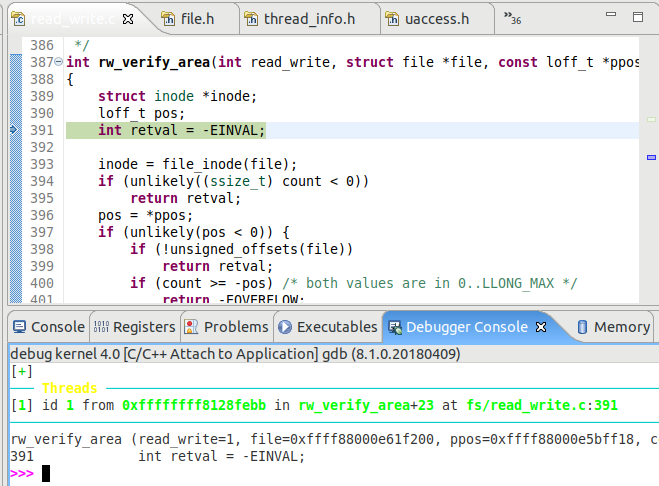 read_write.c file.h thread_info.h uaccess.h »36
386 */
387 int rw_verify_area(int read_write, struct file *file, const loff_t *ppos
388 {
389 struct inode *inode;
390 loff_t pos;
391 int retval = -EINVAL;
392
393 inode = file_inode(file);
394 if (unlikely((ssize_t) count < 0))
395 return retval;
396 pos = *ppos;
397 if (unlikely(pos < 0)) {
398 if (!unsigned_offsets(file))
399 return retval;
400 if (count >= -pos) /* both values are in 0..LLONG_MAX */
401 return -EOVERFLOW;
Console Registers Problems Executables Debugger Console Memory
debug kernel 4.0 [C/C++ Attach to Application] gdb (8.1.0.20180409)
[+]
Threads
[1] id 1 from 0xffffffff8128febb in rw_verify_area+23 at fs/read_write.c:391
rw_verify_area (read_write=1, file=0xffff88000e61f200, ppos=0xffff88000e5bff18, c
391 int retval = -EINVAL;
>>>